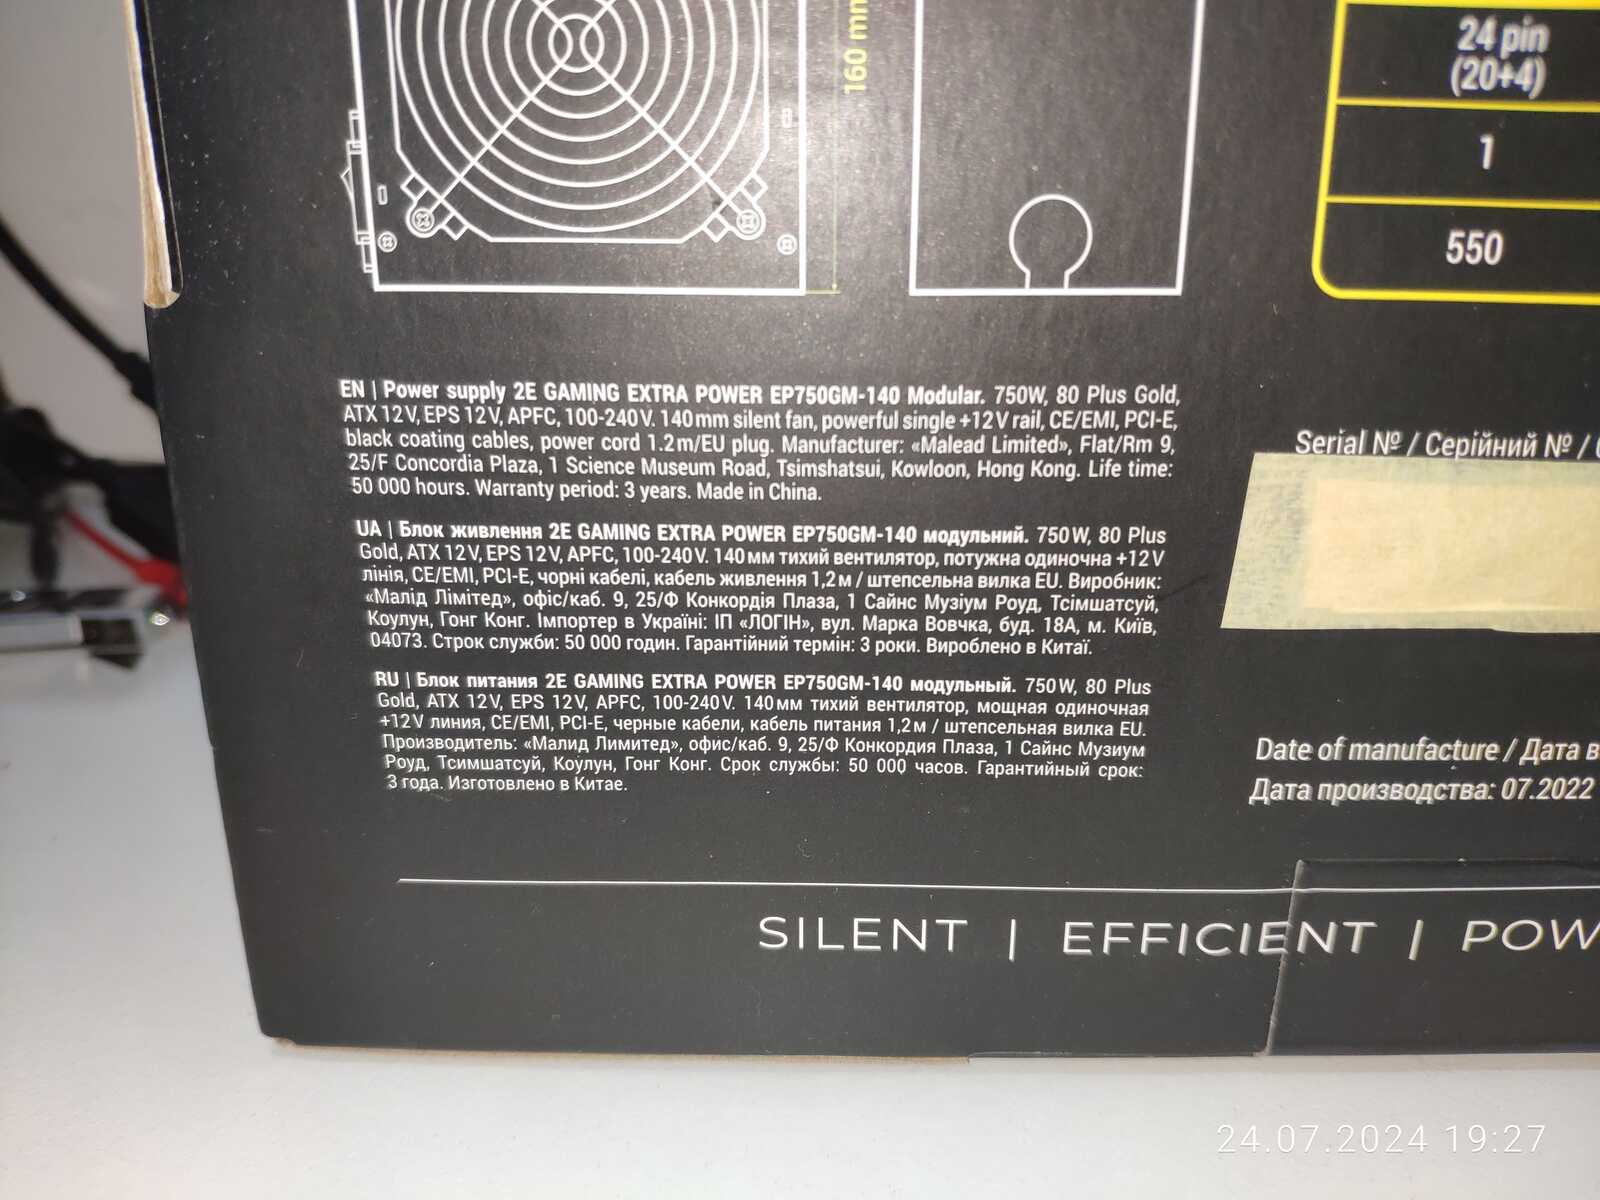 160 mm
24 pin
(20+4)
1
550
EN | Power supply 2E GAMING EXTRA POWER EP750GM-140 Modular. 750W, 80 Plus Gold,
ATX 12V, EPS 12V, APFC, 100-240V. 140mm silent fan, powerful single +12V rail, CE/EMI, PCI-E,
black coating cables, power cord 1.2m/EU plug. Manufacturer: «Malead Limited», Flat/Rm 9,
25/F Concordia Plaza, 1 Science Museum Road, Tsimshatsui, Kowloon, Hong Kong. Life time:
50 000 hours. Warranty period: 3 years. Made in China.
UA | Блок живлення 2E GAMING EXTRA POWER EP750GM-140 модульний. 750W, 80 Plus
Gold, ATX 12V, EPS 12V, APFC, 100-240V. 140мм тихий вентилятор, потужна одиночна +12V
лінія, CE/EMI, PCI-E, чорні кабелі, кабель живлення 1,2м / штепсельна вилка EU. Виробник:
«Малід Лімітед», офіс/каб. 9, 25/Ф Конкордія Плаза, 1 Сайнс Музіум Роуд, Тсімшатсуй,
Коулун, Гонг Конг. Імпортер в Україні: ІП «ЛОГІН», вул. Марка Вовчка, буд. 18А, м. Київ,
04073. Строк служби: 50 000 годин. Гарантійний термін: 3 роки. Вироблено в Китаї.
RU | Блок питания 2E GAMING EXTRA POWER EP750GM-140 модульный. 750W, 80 Plus
Gold, ATX 12V, EPS 12V, APFC, 100-240V. 140мм тихий вентилятор, мощная одиночная
+12V линия, CE/EMI, PCI-E, черные кабели, кабель питания 1,2м / штепсельная вилка EU.
Производитель: «Малид Лимитед», офис/каб. 9, 25/Ф Конкордия Плаза, 1 Сайнс Музиум
Роуд, Тсимшатсуй, Коулун, Гонг Конг. Срок службы: 50 000 часов. Гарантийный срок:
3 года. Изготовлено в Китае.
Serial № / Серійний № /
Date of manufacture / Дата в
Дата производства: 07.2022
SILENT | EFFICIENT | POW
24.07.2024 19:27